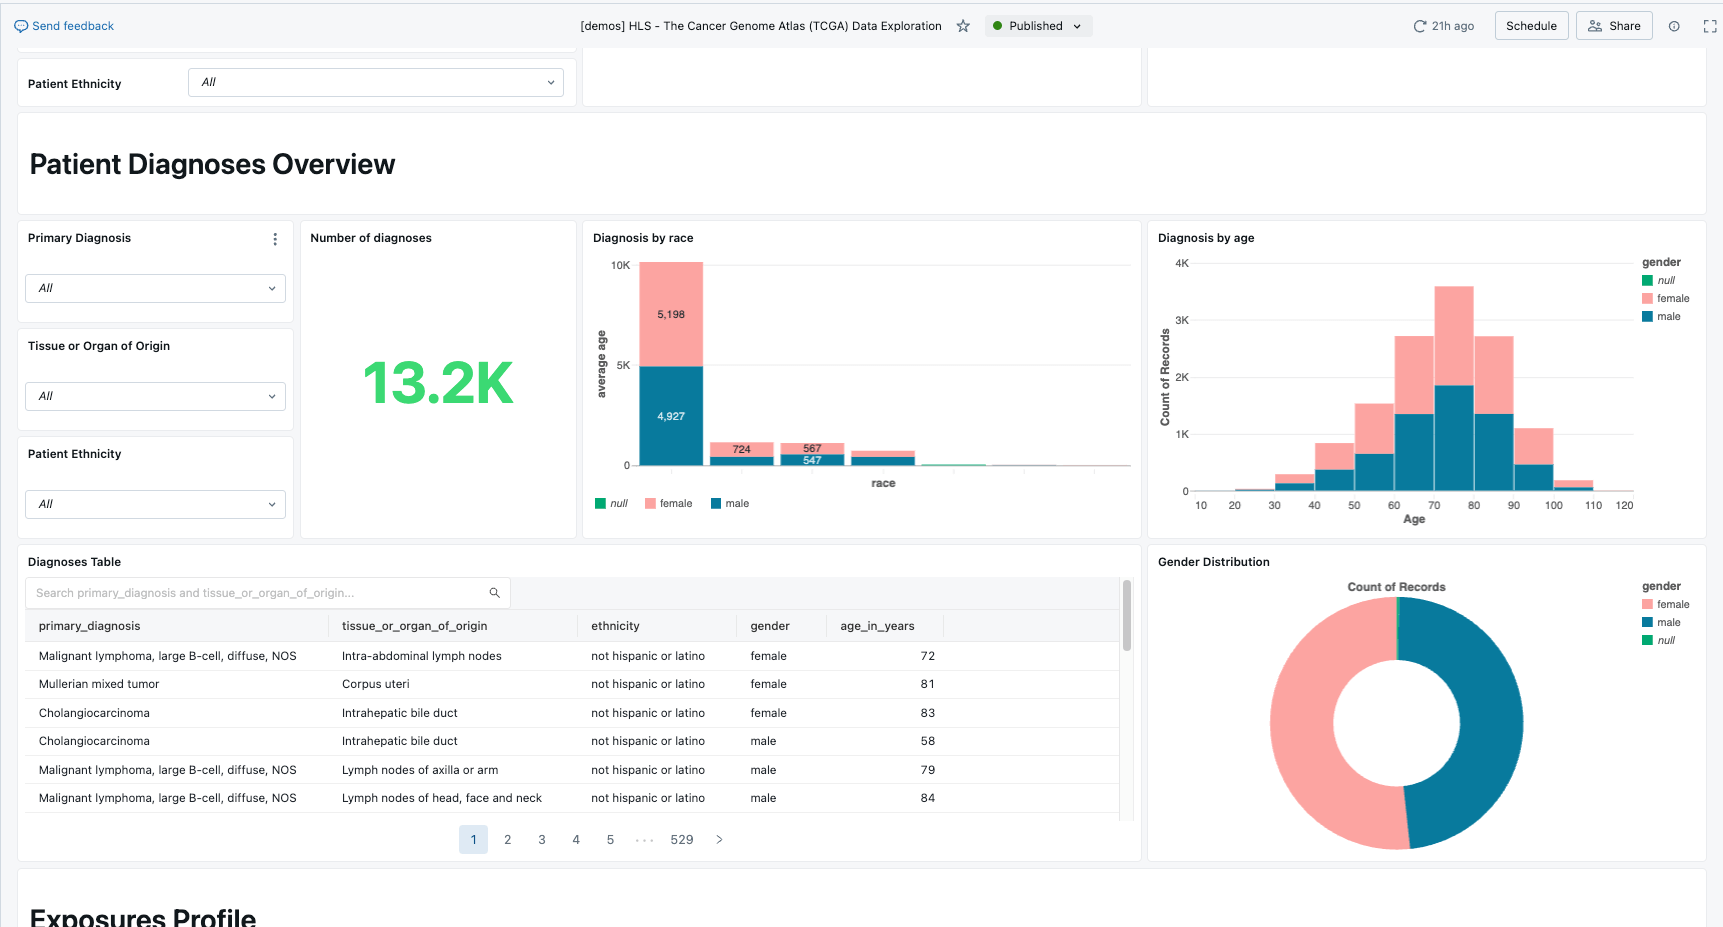 Send feedback
[demos] HLS - The Cancer Genome Atlas (TCGA) Data Exploration
Published
21h ago
Schedule
Share
Patient Ethnicity
All
Patient Diagnoses Overview
Primary Diagnosis
All
Tissue or Organ of Origin
All
Patient Ethnicity
All
Number of diagnoses
13.2K
Diagnosis by race
10K
5K
0
average age
5,198
4,927
724
567
547
race
null female male
Diagnosis by age
4K
3K
2K
1K
0
Count of Records
10 20 30 40 50 60 70 80 90 100 110 120
Age
gender
null
female
male
Diagnoses Table
Search primary_diagnosis and tissue_or_organ_of_origin...
primary_diagnosis tissue_or_organ_of_origin ethnicity gender age_in_years
Malignant lymphoma, large B-cell, diffuse, NOS Intra-abdominal lymph nodes not hispanic or latino female 72
Mullerian mixed tumor Corpus uteri not hispanic or latino female 81
Cholangiocarcinoma Intrahepatic bile duct not hispanic or latino female 83
Cholangiocarcinoma Intrahepatic bile duct not hispanic or latino male 58
Malignant lymphoma, large B-cell, diffuse, NOS Lymph nodes of axilla or arm not hispanic or latino male 79
Malignant lymphoma, large B-cell, diffuse, NOS Lymph nodes of head, face and neck not hispanic or latino male 84
1 2 3 4 5 ··· 529 >
Gender Distribution
Count of Records
gender
female
male
null
Exposures Profile